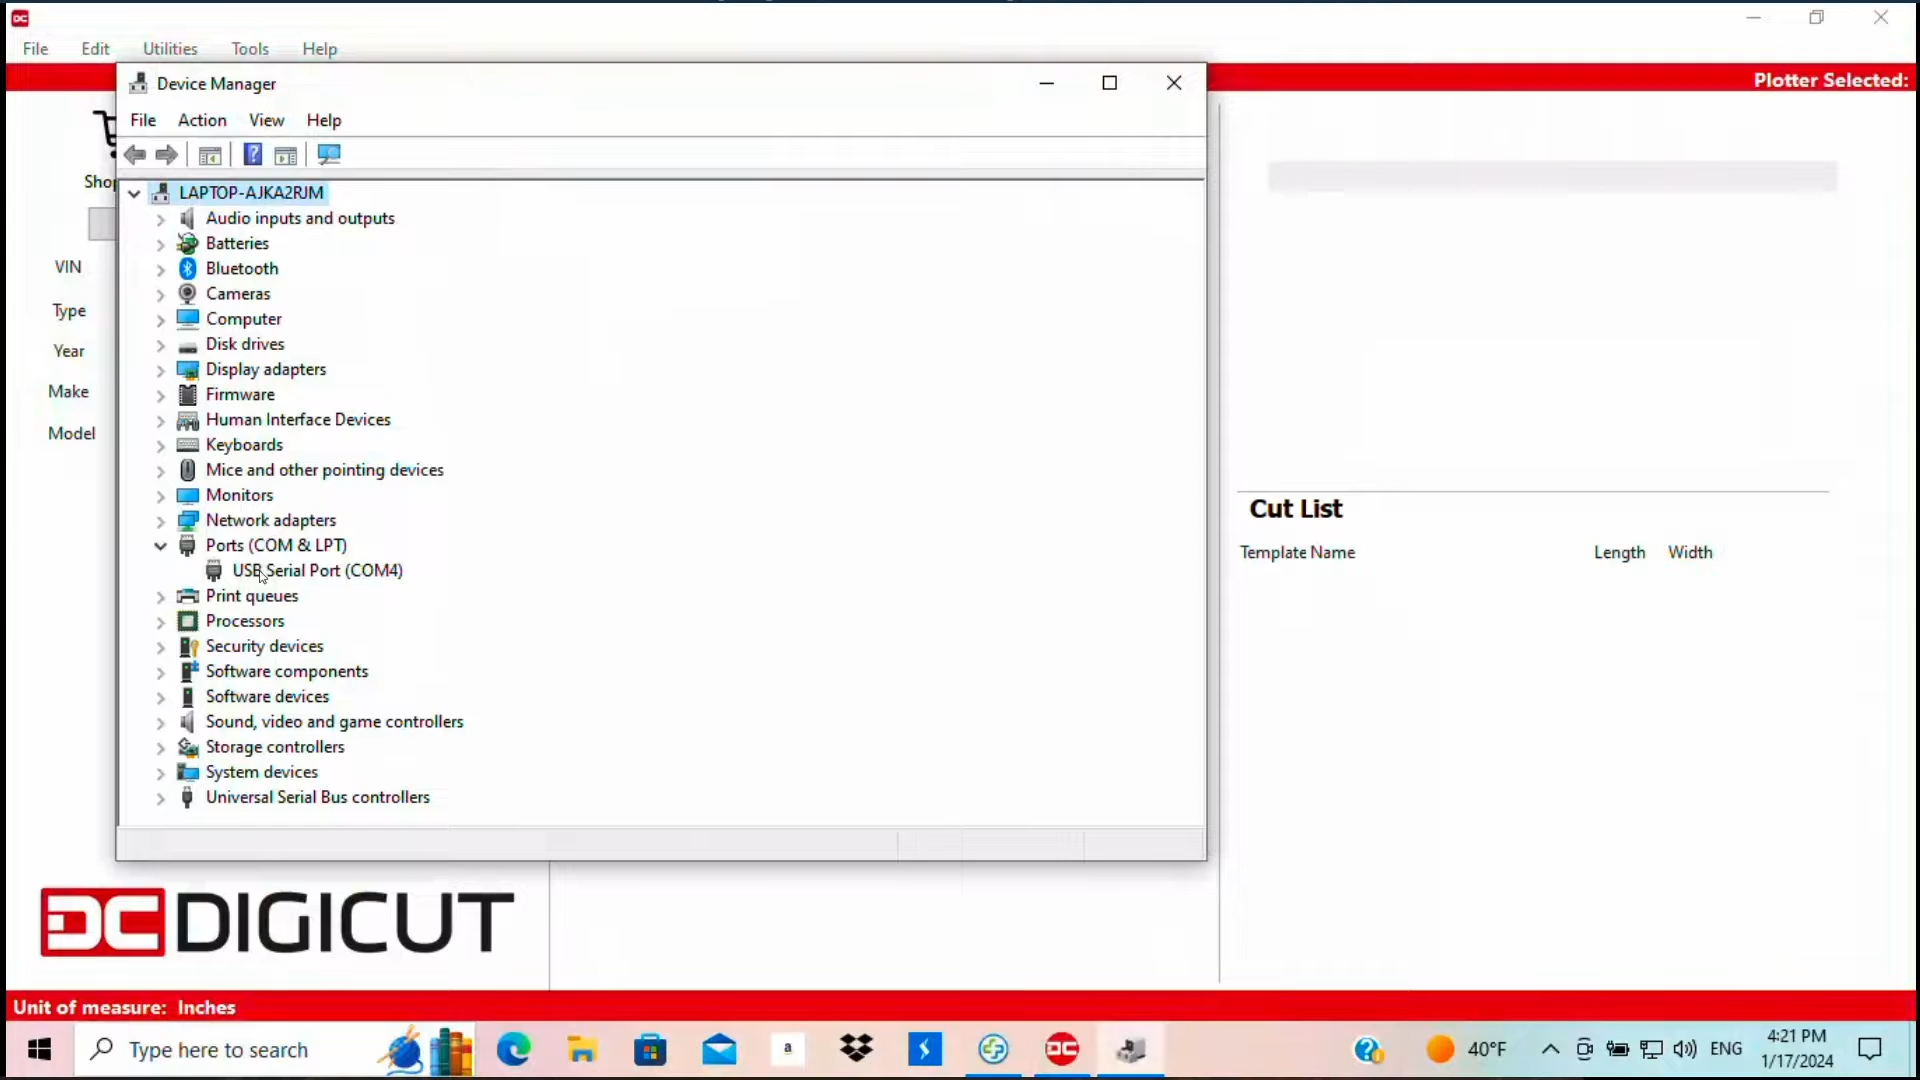 DC
File Edit Utilities Tools Help
Plotter Selected:
Device Manager
File Action View Help
LAPTOP-AJKA2RJM
Audio inputs and outputs
Batteries
Bluetooth
Cameras
Computer
Disk drives
Display adapters
Firmware
Human Interface Devices
Keyboards
Mice and other pointing devices
Monitors
Network adapters
Ports (COM & LPT)
USB Serial Port (COM4)
Print queues
Processors
Security devices
Software components
Software devices
Sound, video and game controllers
Storage controllers
System devices
Universal Serial Bus controllers
Shop
VIN
Type
Year
Make
Model
Cut List
Template Name Length Width
DC DIGICUT
Unit of measure: Inches
Type here to search
a
DC
40°F
ENG
4:21 PM
1/17/2024